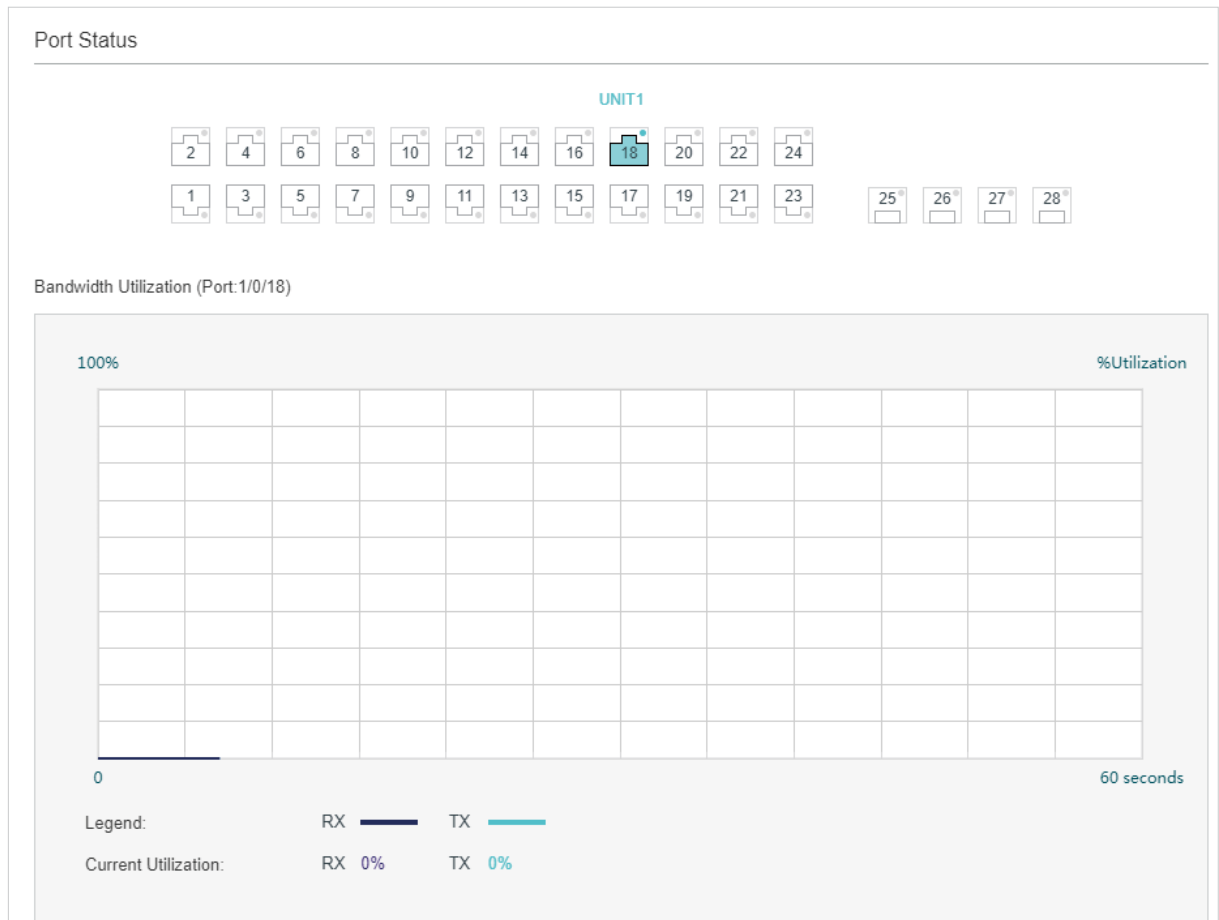 Port Status
UNIT1
2 4 6 8 10 12 14 16 18 20 22 24
1 3 5 7 9 11 13 15 17 19 21 23 25 26 27 28
Bandwidth Utilization (Port:1/0/18)
100% %Utilization
0 60 seconds
Legend: RX TX
Current Utilization: RX 0% TX 0%